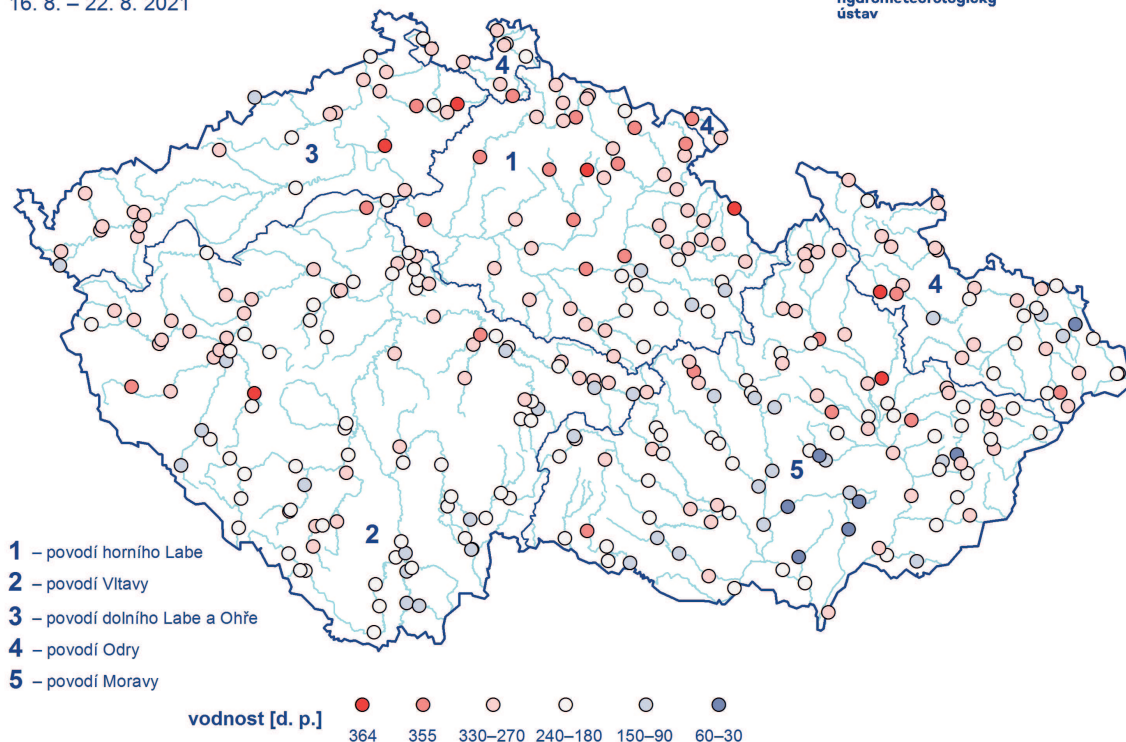 16. 8. – 22. 8. 2021
hydrometeorologický
ústav
4
4
3
1
4
5
2
1 – povodí horního Labe
2 – povodí Vltavy
3 – povodí dolního Labe a Ohře
4 – povodí Odry
5 – povodí Moravy
vodnost [d. p.]
364 355 330–270 240–180 150–90 60–30